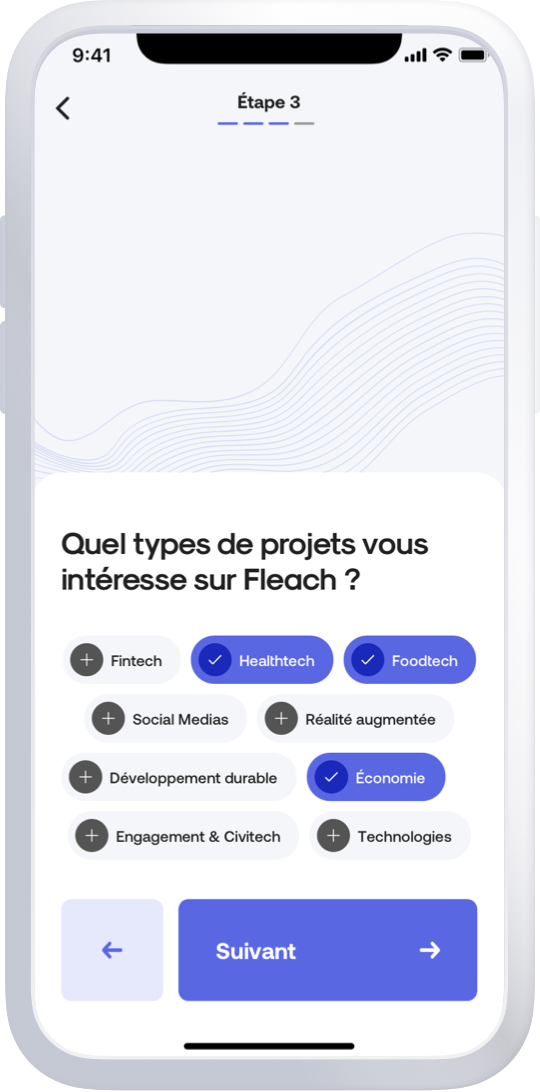 9:41
Étape 3
Quel types de projets vous
intéresse sur Fleach ?
Fintech Healthtech Foodtech
Social Medias Réalité augmentée
Développement durable Économie
Engagement & Civitech Technologies
Suivant